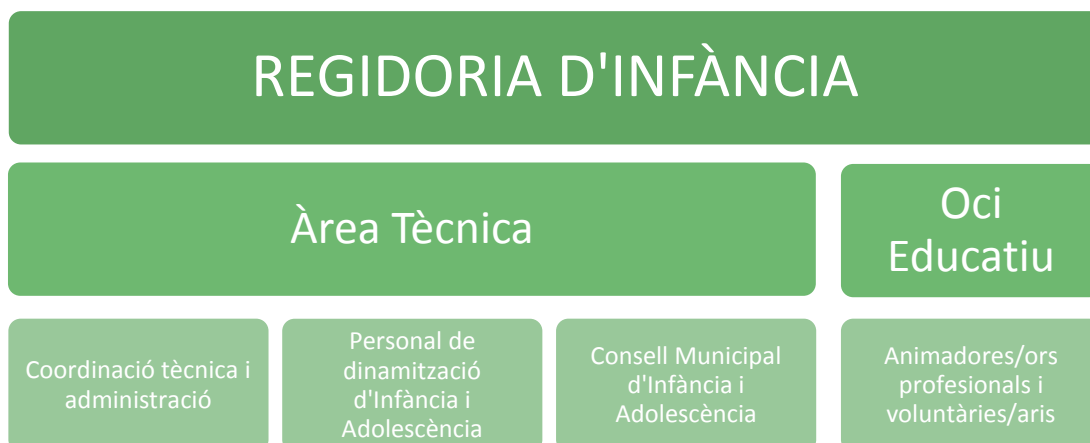 REGIDORIA D'INFÀNCIA
Àrea Tècnica
Oci
Educatiu
Coordinació tècnica i
administració
Personal de
dinamització
d'Infància i
Adolescència
Consell Municipal
d'Infància i
Adolescència
Animadores/ors
profesionals i
voluntàries/aris